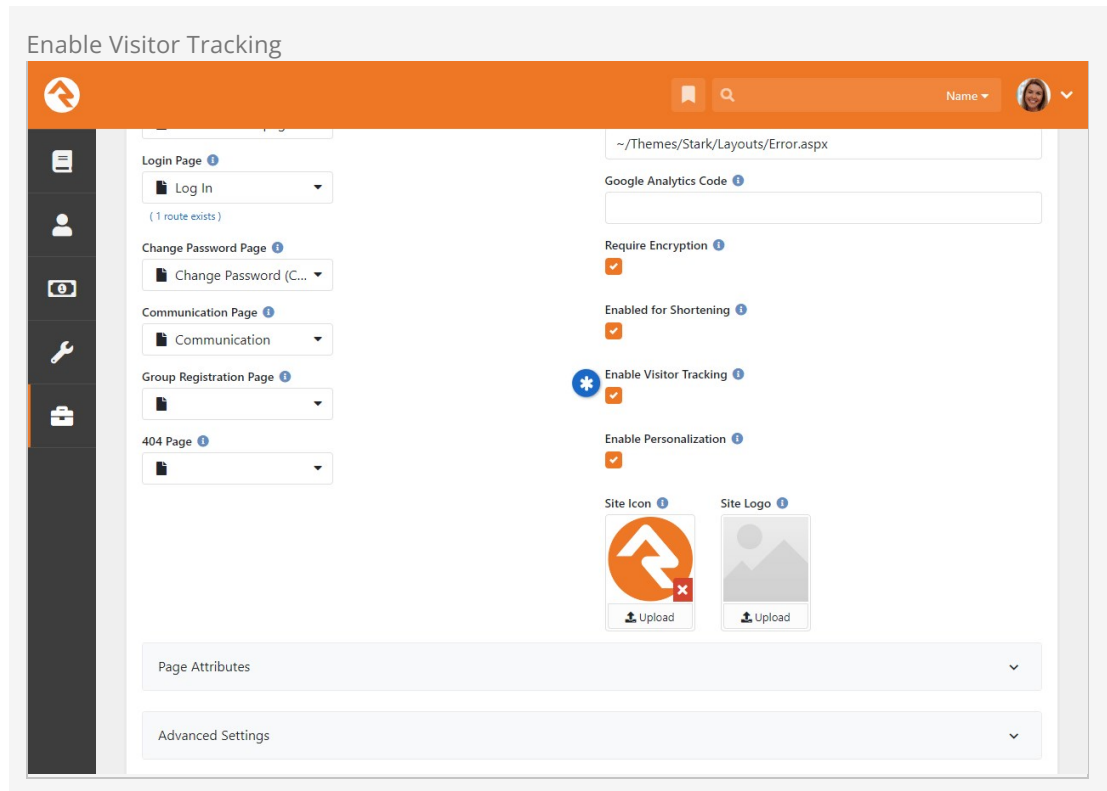 Enable Visitor Tracking
Name
~/Themes/Stark/Layouts/Error.aspx
Login Page
Log In
( 1 route exists )
Change Password Page
Change Password (C...
Communication Page
Communication
Group Registration Page
404 Page
Google Analytics Code
Require Encryption
Enabled for Shortening
Enable Visitor Tracking
Enable Personalization
Site Icon
Site Logo
Upload
Upload
Page Attributes
Advanced Settings